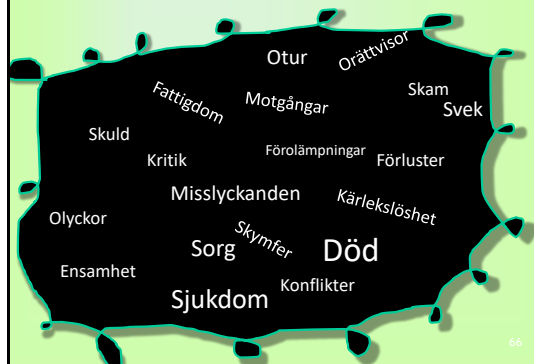 Otur
Orättvisor
Fattigdom
Motgångar
Skam
Svek
Skuld
Kritik
Förolämpningar
Förluster
Misslyckanden
Kärlekslöshet
Olyckor
Skymfer
Sorg
Död
Ensamhet
Konflikter
Sjukdom
66